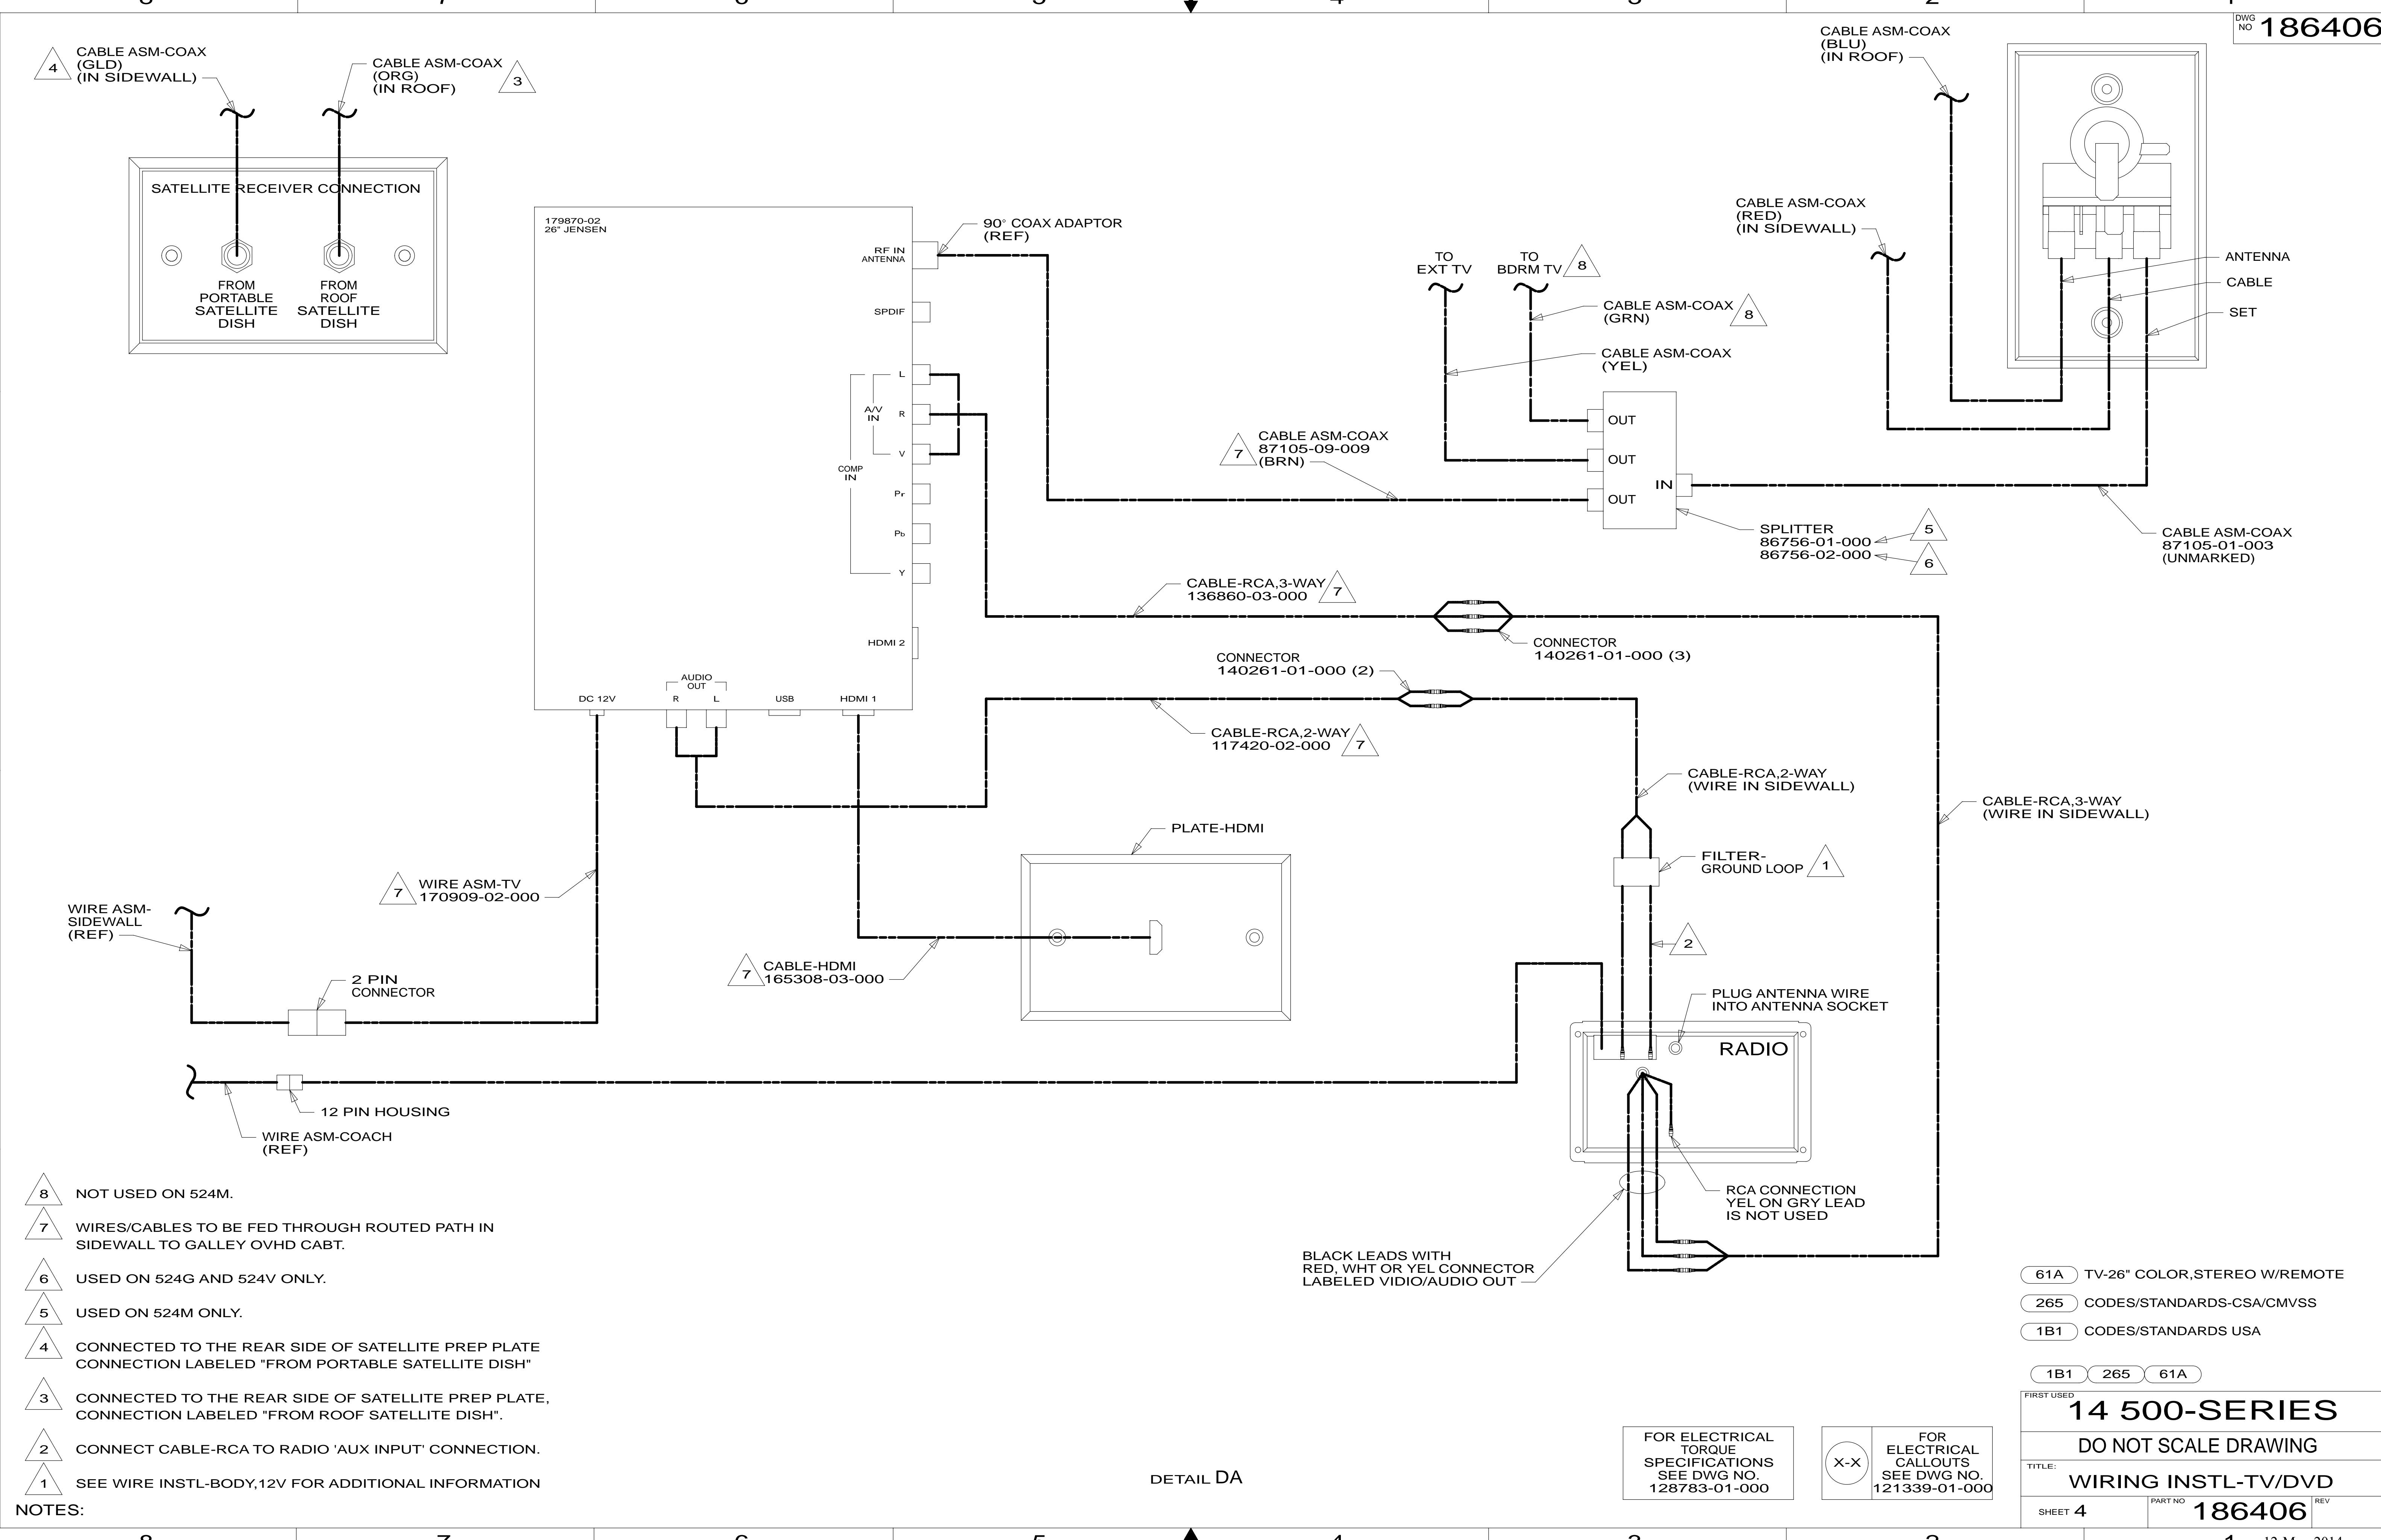 DWG
NO 186406
4
CABLE ASM-COAX
(GLD)
(IN SIDEWALL)
CABLE ASM-COAX
(ORG)
(IN ROOF)
3
SATELLITE RECEIVER CONNECTION
FROM
PORTABLE
SATELLITE
DISH
FROM
ROOF
SATELLITE
DISH
CABLE ASM-COAX
(BLU)
(IN ROOF)
CABLE ASM-COAX
(RED)
(IN SIDEWALL)
ANTENNA
CABLE
SET
179870-02
26" JENSEN
RF IN
ANTENNA
SPDIF
L
A/V
IN
R
V
COMP
IN
Pr
Pb
Y
HDMI 2
DC 12V
AUDIO
OUT
R
L
USB
HDMI 1
90° COAX ADAPTOR
(REF)
TO
EXT TV
TO
BDRM TV
8
CABLE ASM-COAX
(GRN)
8
CABLE ASM-COAX
(YEL)
7
CABLE ASM-COAX
87105-09-009
(BRN)
OUT
OUT
OUT
IN
SPLITTER
86756-01-000
86756-02-000
5
6
CABLE ASM-COAX
87105-01-003
(UNMARKED)
CABLE-RCA,3-WAY
136860-03-000
7
CONNECTOR
140261-01-000 (3)
CONNECTOR
140261-01-000 (2)
CABLE-RCA,2-WAY
117420-02-000
7
CABLE-RCA,2-WAY
(WIRE IN SIDEWALL)
CABLE-RCA,3-WAY
(WIRE IN SIDEWALL)
PLATE-HDMI
FILTER-
GROUND LOOP
1
7
WIRE ASM-TV
170909-02-000
WIRE ASM-
SIDEWALL
(REF)
2
7
CABLE-HDMI
165308-03-000
2 PIN
CONNECTOR
PLUG ANTENNA WIRE
INTO ANTENNA SOCKET
RADIO
12 PIN HOUSING
WIRE ASM-COACH
(REF)
RCA CONNECTION
YEL ON GRY LEAD
IS NOT USED
BLACK LEADS WITH
RED, WHT OR YEL CONNECTOR
LABELED VIDIO/AUDIO OUT
8 NOT USED ON 524M.
7 WIRES/CABLES TO BE FED THROUGH ROUTED PATH IN
SIDEWALL TO GALLEY OVHD CABT.
6 USED ON 524G AND 524V ONLY.
5 USED ON 524M ONLY.
4 CONNECTED TO THE REAR SIDE OF SATELLITE PREP PLATE
CONNECTION LABELED "FROM PORTABLE SATELLITE DISH"
3 CONNECTED TO THE REAR SIDE OF SATELLITE PREP PLATE,
CONNECTION LABELED "FROM ROOF SATELLITE DISH".
2 CONNECT CABLE-RCA TO RADIO 'AUX INPUT' CONNECTION.
1 SEE WIRE INSTL-BODY,12V FOR ADDITIONAL INFORMATION
NOTES:
DETAIL DA
61A TV-26" COLOR,STEREO W/REMOTE
265 CODES/STANDARDS-CSA/CMVSS
1B1 CODES/STANDARDS USA
1B1 265 61A
FOR ELECTRICAL
TORQUE
SPECIFICATIONS
SEE DWG NO.
128783-01-000
X-X
FOR
ELECTRICAL
CALLOUTS
SEE DWG NO.
121339-01-000
FIRST USED
14 500-SERIES
DO NOT SCALE DRAWING
TITLE:
WIRING INSTL-TV/DVD
SHEET 4
PART NO 186406
REV